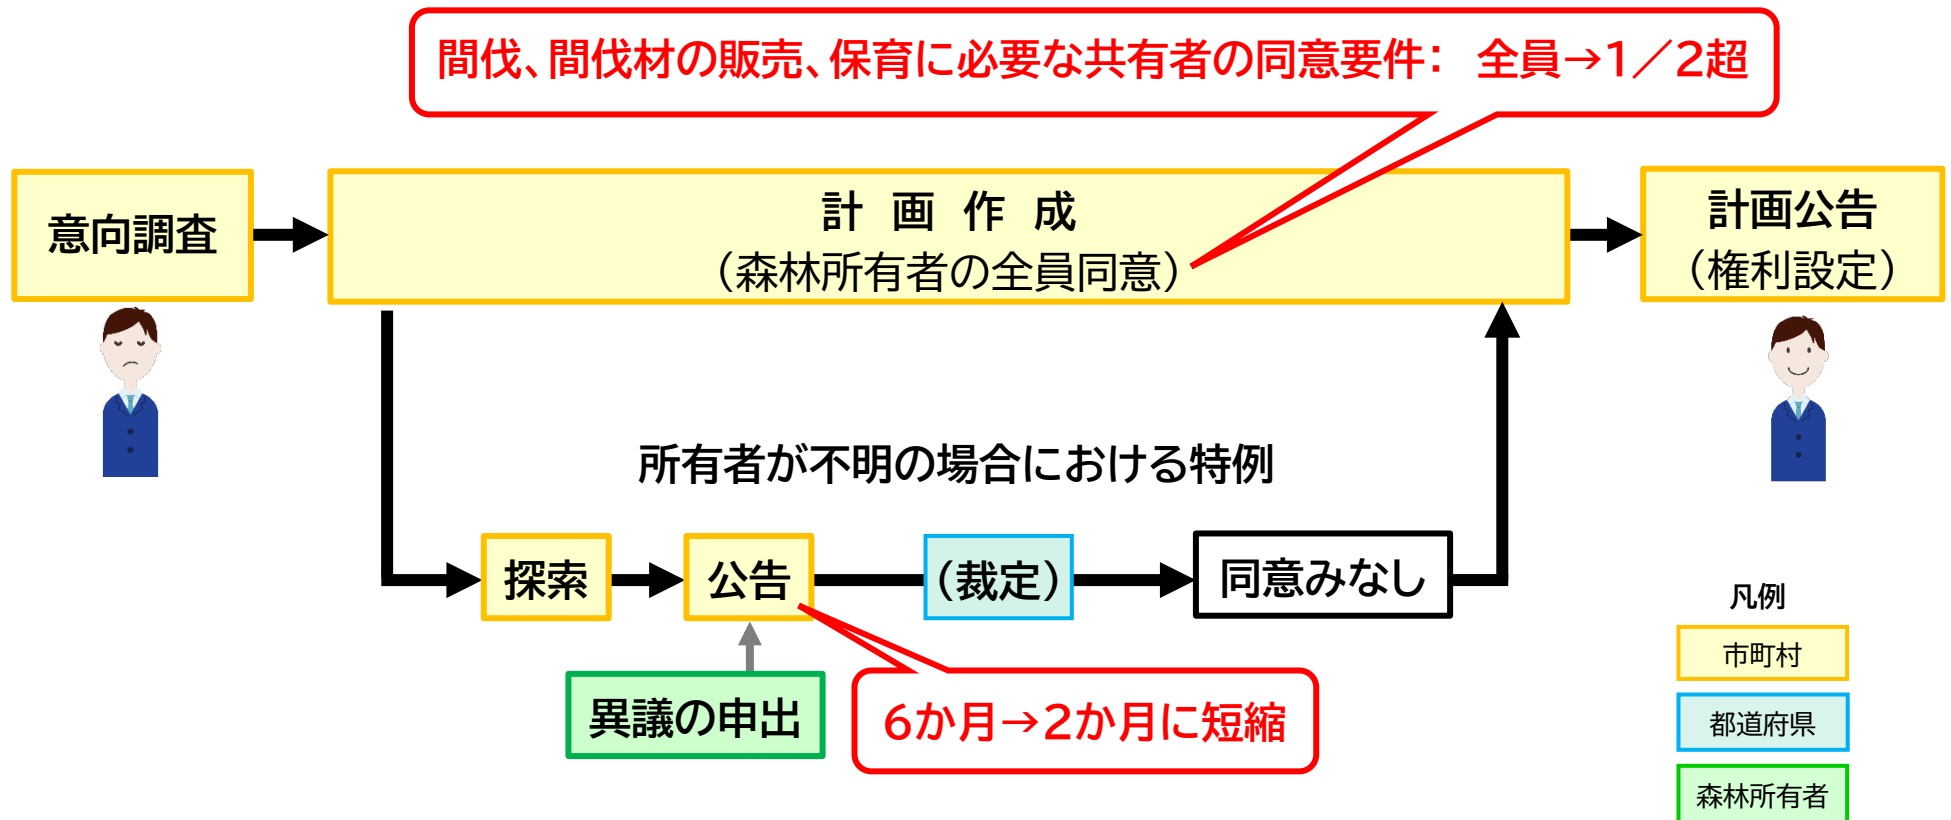 間伐、間伐材の販売、保育に必要な共有者の同意要件： 全員→1／2超
意向調査
計 画 作 成
（森林所有者の全員同意）
計画公告
（権利設定）
所有者が不明の場合における特例
探索
公告
（裁定）
同意みなし
異議の申出
6か月→2か月に短縮
凡例
市町村
都道府県
森林所有者